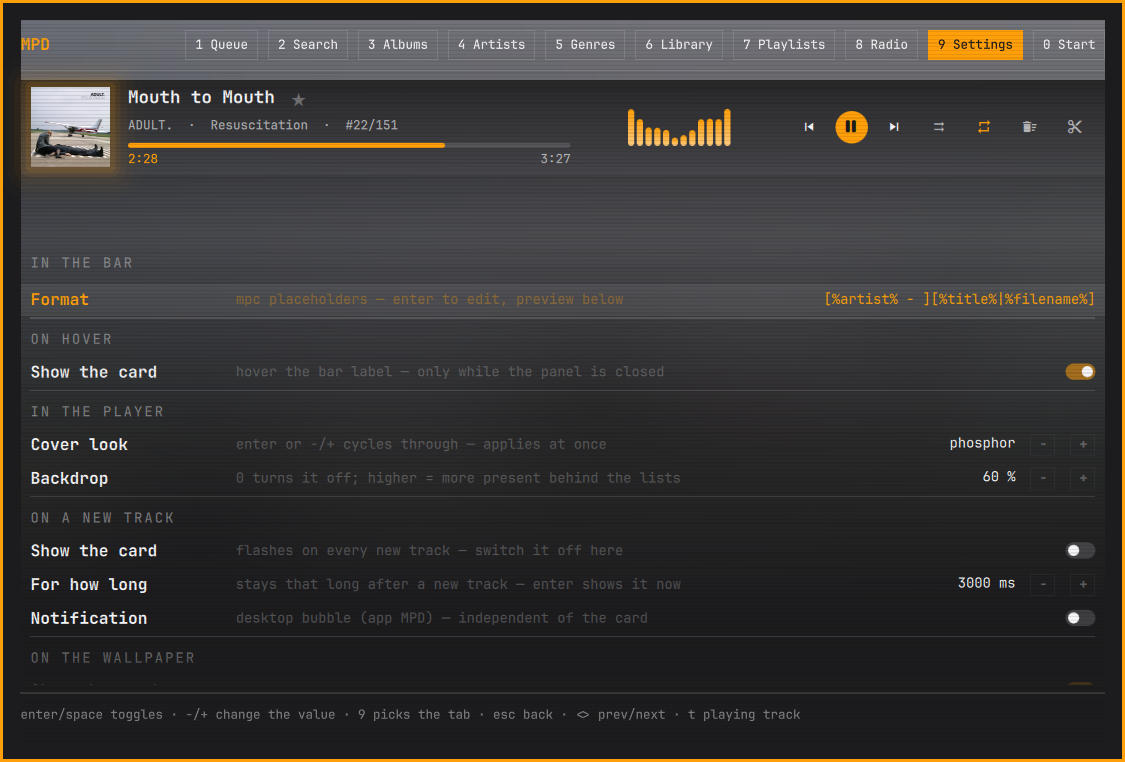 MPD 1 Queue 2 Search 3 Albums 4 Artists 5 Genres 6 Library 7 Playlists 8 Radio 9 Settings 0 Start
ADULT.
Mouth to Mouth ★
ADULT. · Resuscitation · #22/151
2:28 3:27
IN THE BAR
Format mpc placeholders — enter to edit, preview below [%artist% - ][%title%|%filename%]
ON HOVER
Show the card hover the bar label — only while the panel is closed
IN THE PLAYER
Cover look enter or -/+ cycles through — applies at once phosphor - +
Backdrop 0 turns it off; higher = more present behind the lists 60 % - +
ON A NEW TRACK
Show the card flashes on every new track — switch it off here
For how long stays that long after a new track — enter shows it now 3000 ms - +
Notification desktop bubble (app MPD) — independent of the card
ON THE WALLPAPER
enter/space toggles · -/+ change the value · 9 picks the tab · esc back · <> prev/next · t playing track